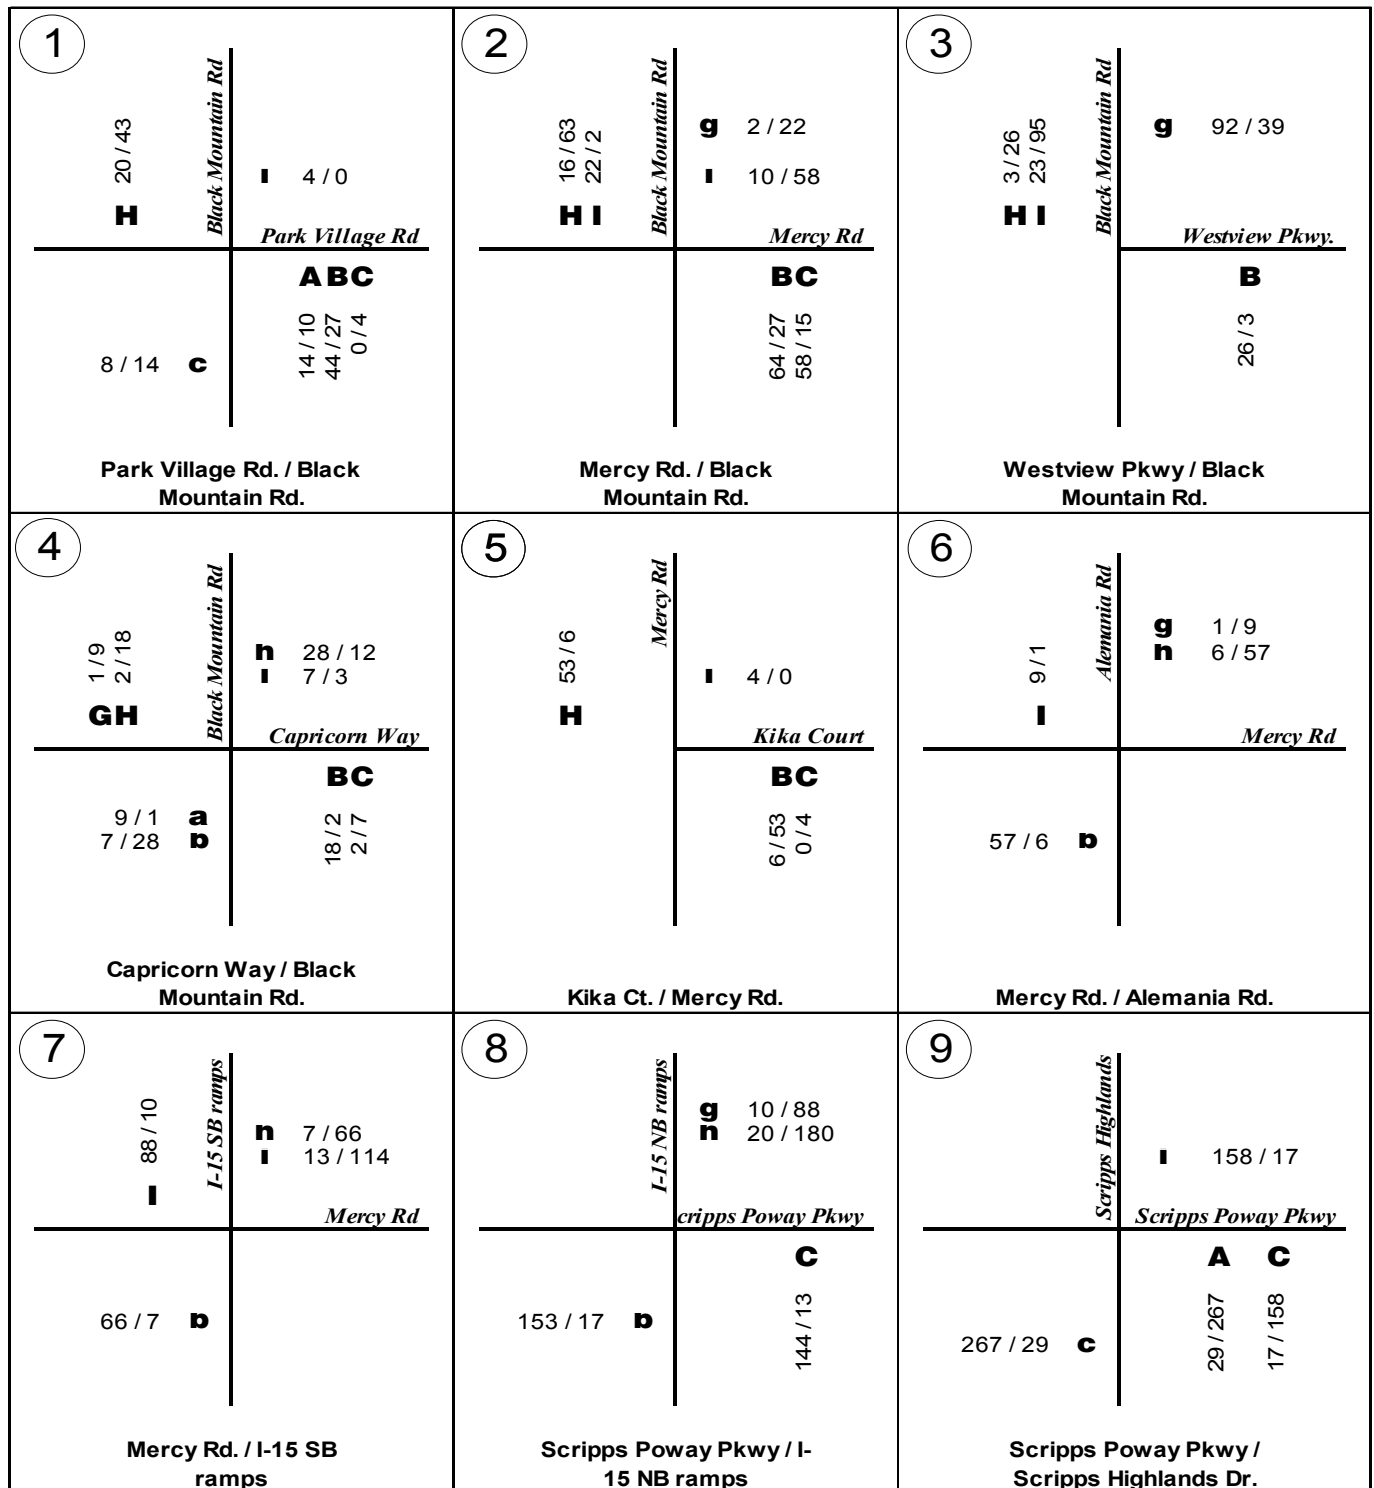 1
Black Mountain Rd
20 / 43
H
I 4 / 0
Park Village Rd
A B C
14 / 10
44 / 27
0 / 4
8 / 14 c
Park Village Rd. / Black
Mountain Rd.
2
Black Mountain Rd
16 / 63
22 / 2
H I
g 2 / 22
I 10 / 58
Mercy Rd
B C
64 / 27
58 / 15
Mercy Rd. / Black
Mountain Rd.
3
Black Mountain Rd
3 / 26
23 / 95
H I
g 92 / 39
Westview Pkwy.
B
26 / 3
Westview Pkwy / Black
Mountain Rd.
4
Black Mountain Rd
1 / 9
2 / 18
G H
h 28 / 12
I 7 / 3
Capricorn Way
B C
9 / 1 a
7 / 28 b
18 / 2
2 / 7
Capricorn Way / Black
Mountain Rd.
5
Mercy Rd
53 / 6
H
I 4 / 0
Kika Court
B C
6 / 53
0 / 4
Kika Ct. / Mercy Rd.
6
Alemania Rd
9 / 1
I
g 1 / 9
h 6 / 57
Mercy Rd
57 / 6 b
Mercy Rd. / Alemania Rd.
7
I-15 SB ramps
88 / 10
I
h 7 / 66
I 13 / 114
Mercy Rd
66 / 7 b
Mercy Rd. / I-15 SB
ramps
8
I-15 NB ramps
g 10 / 88
h 20 / 180
cripps Poway Pkwy
C
153 / 17 b
144 / 13
Scripps Poway Pkwy / I-
15 NB ramps
9
Scripps Highlands
I 158 / 17
Scripps Poway Pkwy
A C
29 / 267
17 / 158
267 / 29 c
Scripps Poway Pkwy /
Scripps Highlands Dr.